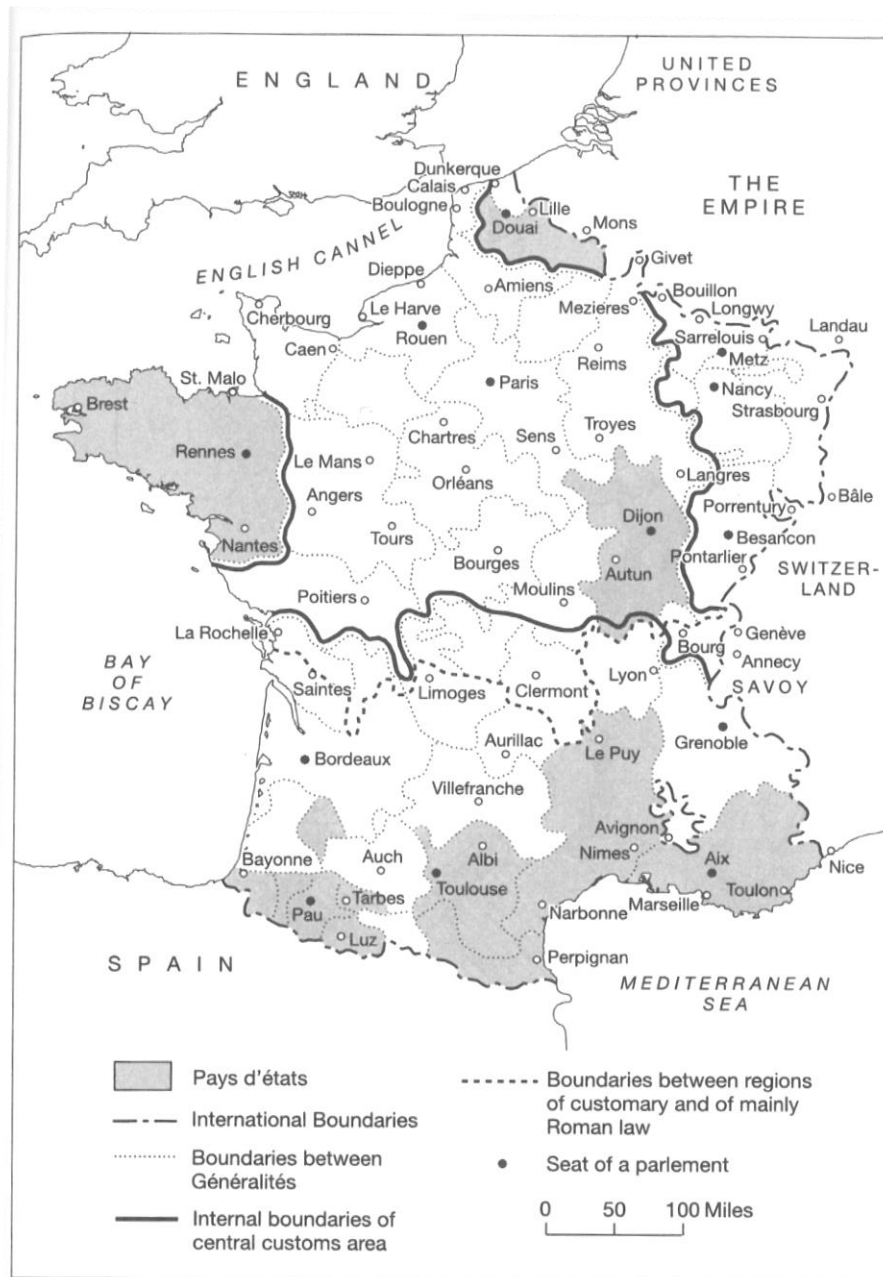 ENGLAND
UNITED
PROVINCES
THE
EMPIRE
Dunkerque
Calais
Boulogne
Lille
Douai
Mons
ENGLISH CANNEL
Dieppe
Givet
Amiens
Bouillon
Mezieres
Longwy
Cherbourg
Le Harve
Rouen
Sarrelouis
Landau
Caen
Reims
Metz
St. Malo
Paris
Nancy
Brest
Strasbourg
Chartres
Sens
Troyes
Rennes
Le Mans
Orléans
Langres
Angers
Porrentury
Bâle
Dijon
Besancon
Nantes
Tours
Bourges
Autun
Pontarlier
SWITZER-
LAND
Poitiers
Moulins
La Rochelle
Bourg
Genève
Annecy
BAY
OF
BISCAY
Saintes
Limoges
Clermont
Lyon
SAVOY
Aurillac
Le Puy
Grenoble
Bordeaux
Villefranche
Avignon
Bayonne
Auch
Albi
Nimes
Aix
Nice
Toulouse
Toulon
Pau
Tarbes
Narbonne
Marseille
Luz
SPAIN
Perpignan
MEDITERRANEAN
SEA
Pays d'états
International Boundaries
Boundaries between
Généralités
Internal boundaries of
central customs area
Boundaries between regions
of customary and of mainly
Roman law
Seat of a parlement
0 50 100 Miles